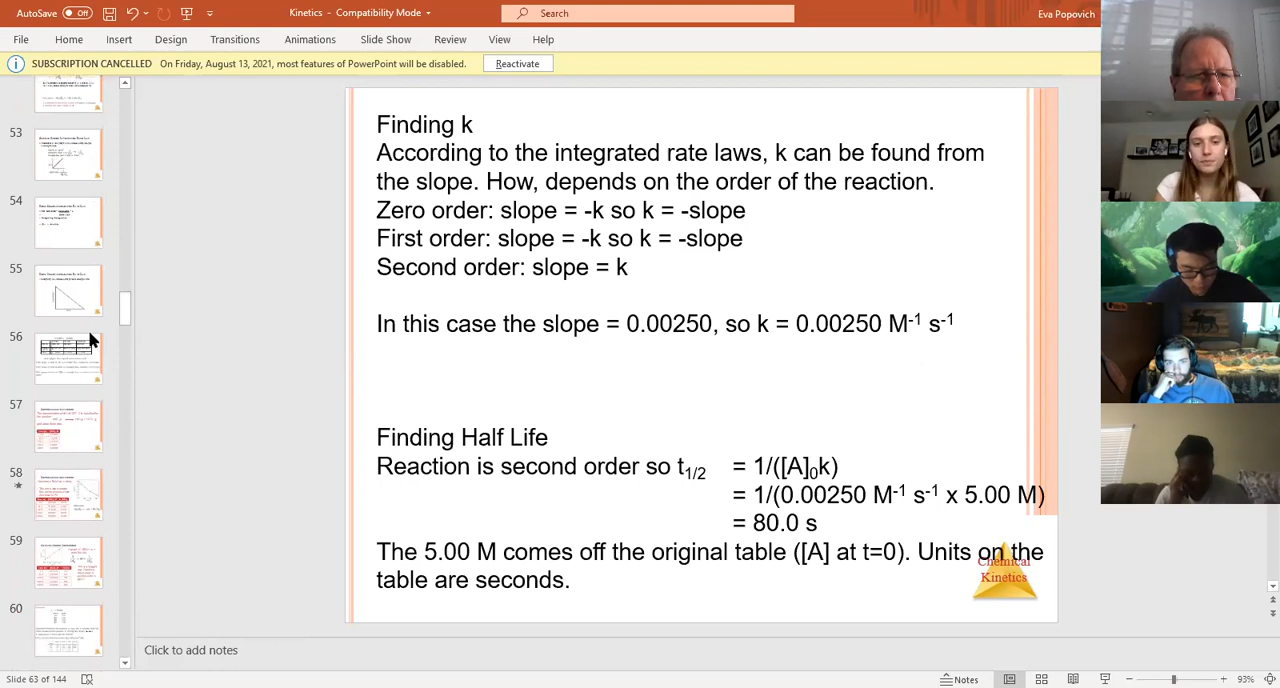 AutoSave Off Kinetics - Compatibility Mode Search Eva Popovich
File Home Insert Design Transitions Animations Slide Show Review View Help
SUBSCRIPTION CANCELLED On Friday, August 13, 2021, most features of PowerPoint will be disabled. Reactivate
53
54
55
56
57
58
59
60
Finding k
According to the integrated rate laws, k can be found from
the slope. How, depends on the order of the reaction.
Zero order: slope = -k so k = -slope
First order: slope = -k so k = -slope
Second order: slope = k
In this case the slope = 0.00250, so k = 0.00250 M⁻¹ s⁻¹
Finding Half Life
Reaction is second order so t₁/₂ = 1/([A]₀k)
= 1/(0.00250 M⁻¹ s⁻¹ x 5.00 M)
= 80.0 s
The 5.00 M comes off the original table ([A] at t=0). Units on the
table are seconds.
Chemical
Kinetics
Click to add notes
Slide 63 of 144 Notes 93%